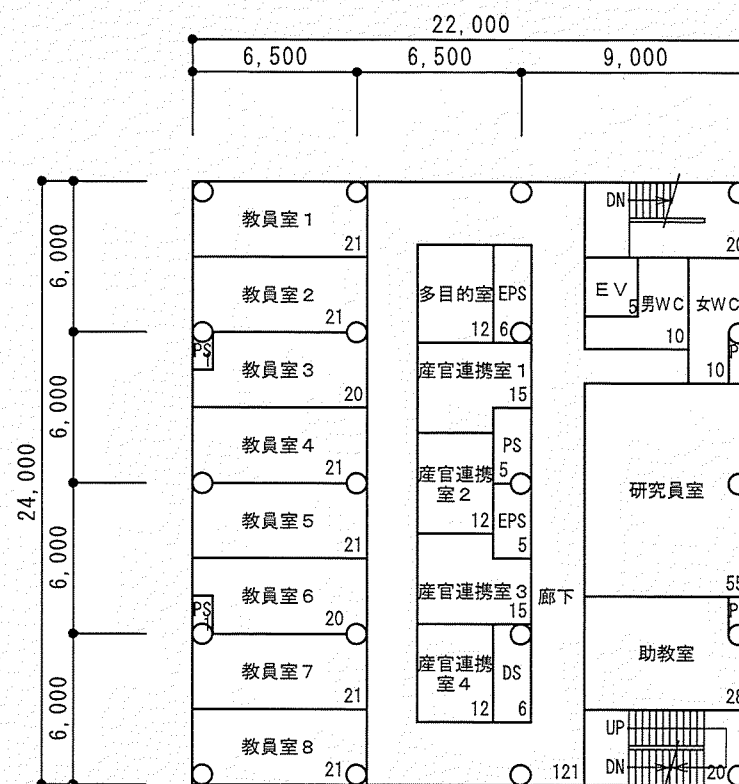 22,000
6,500
6,500
9,000
24,000
6,000
6,000
6,000
6,000
教員室1
21
教員室2
21
PS
1
教員室3
20
教員室4
21
教員室5
21
教員室6
20
PS
1
教員室7
21
教員室8
21
多目的室
12
EPS
6
産官連携室1
15
PS
5
産官連携
室2
12
EPS
5
産官連携室3
15
産官連携
室4
12
DS
6
廊下
121
DN
20
EV
5
男WC
10
女WC
10
P
研究員室
55
P
助教室
28
UP
DN
20